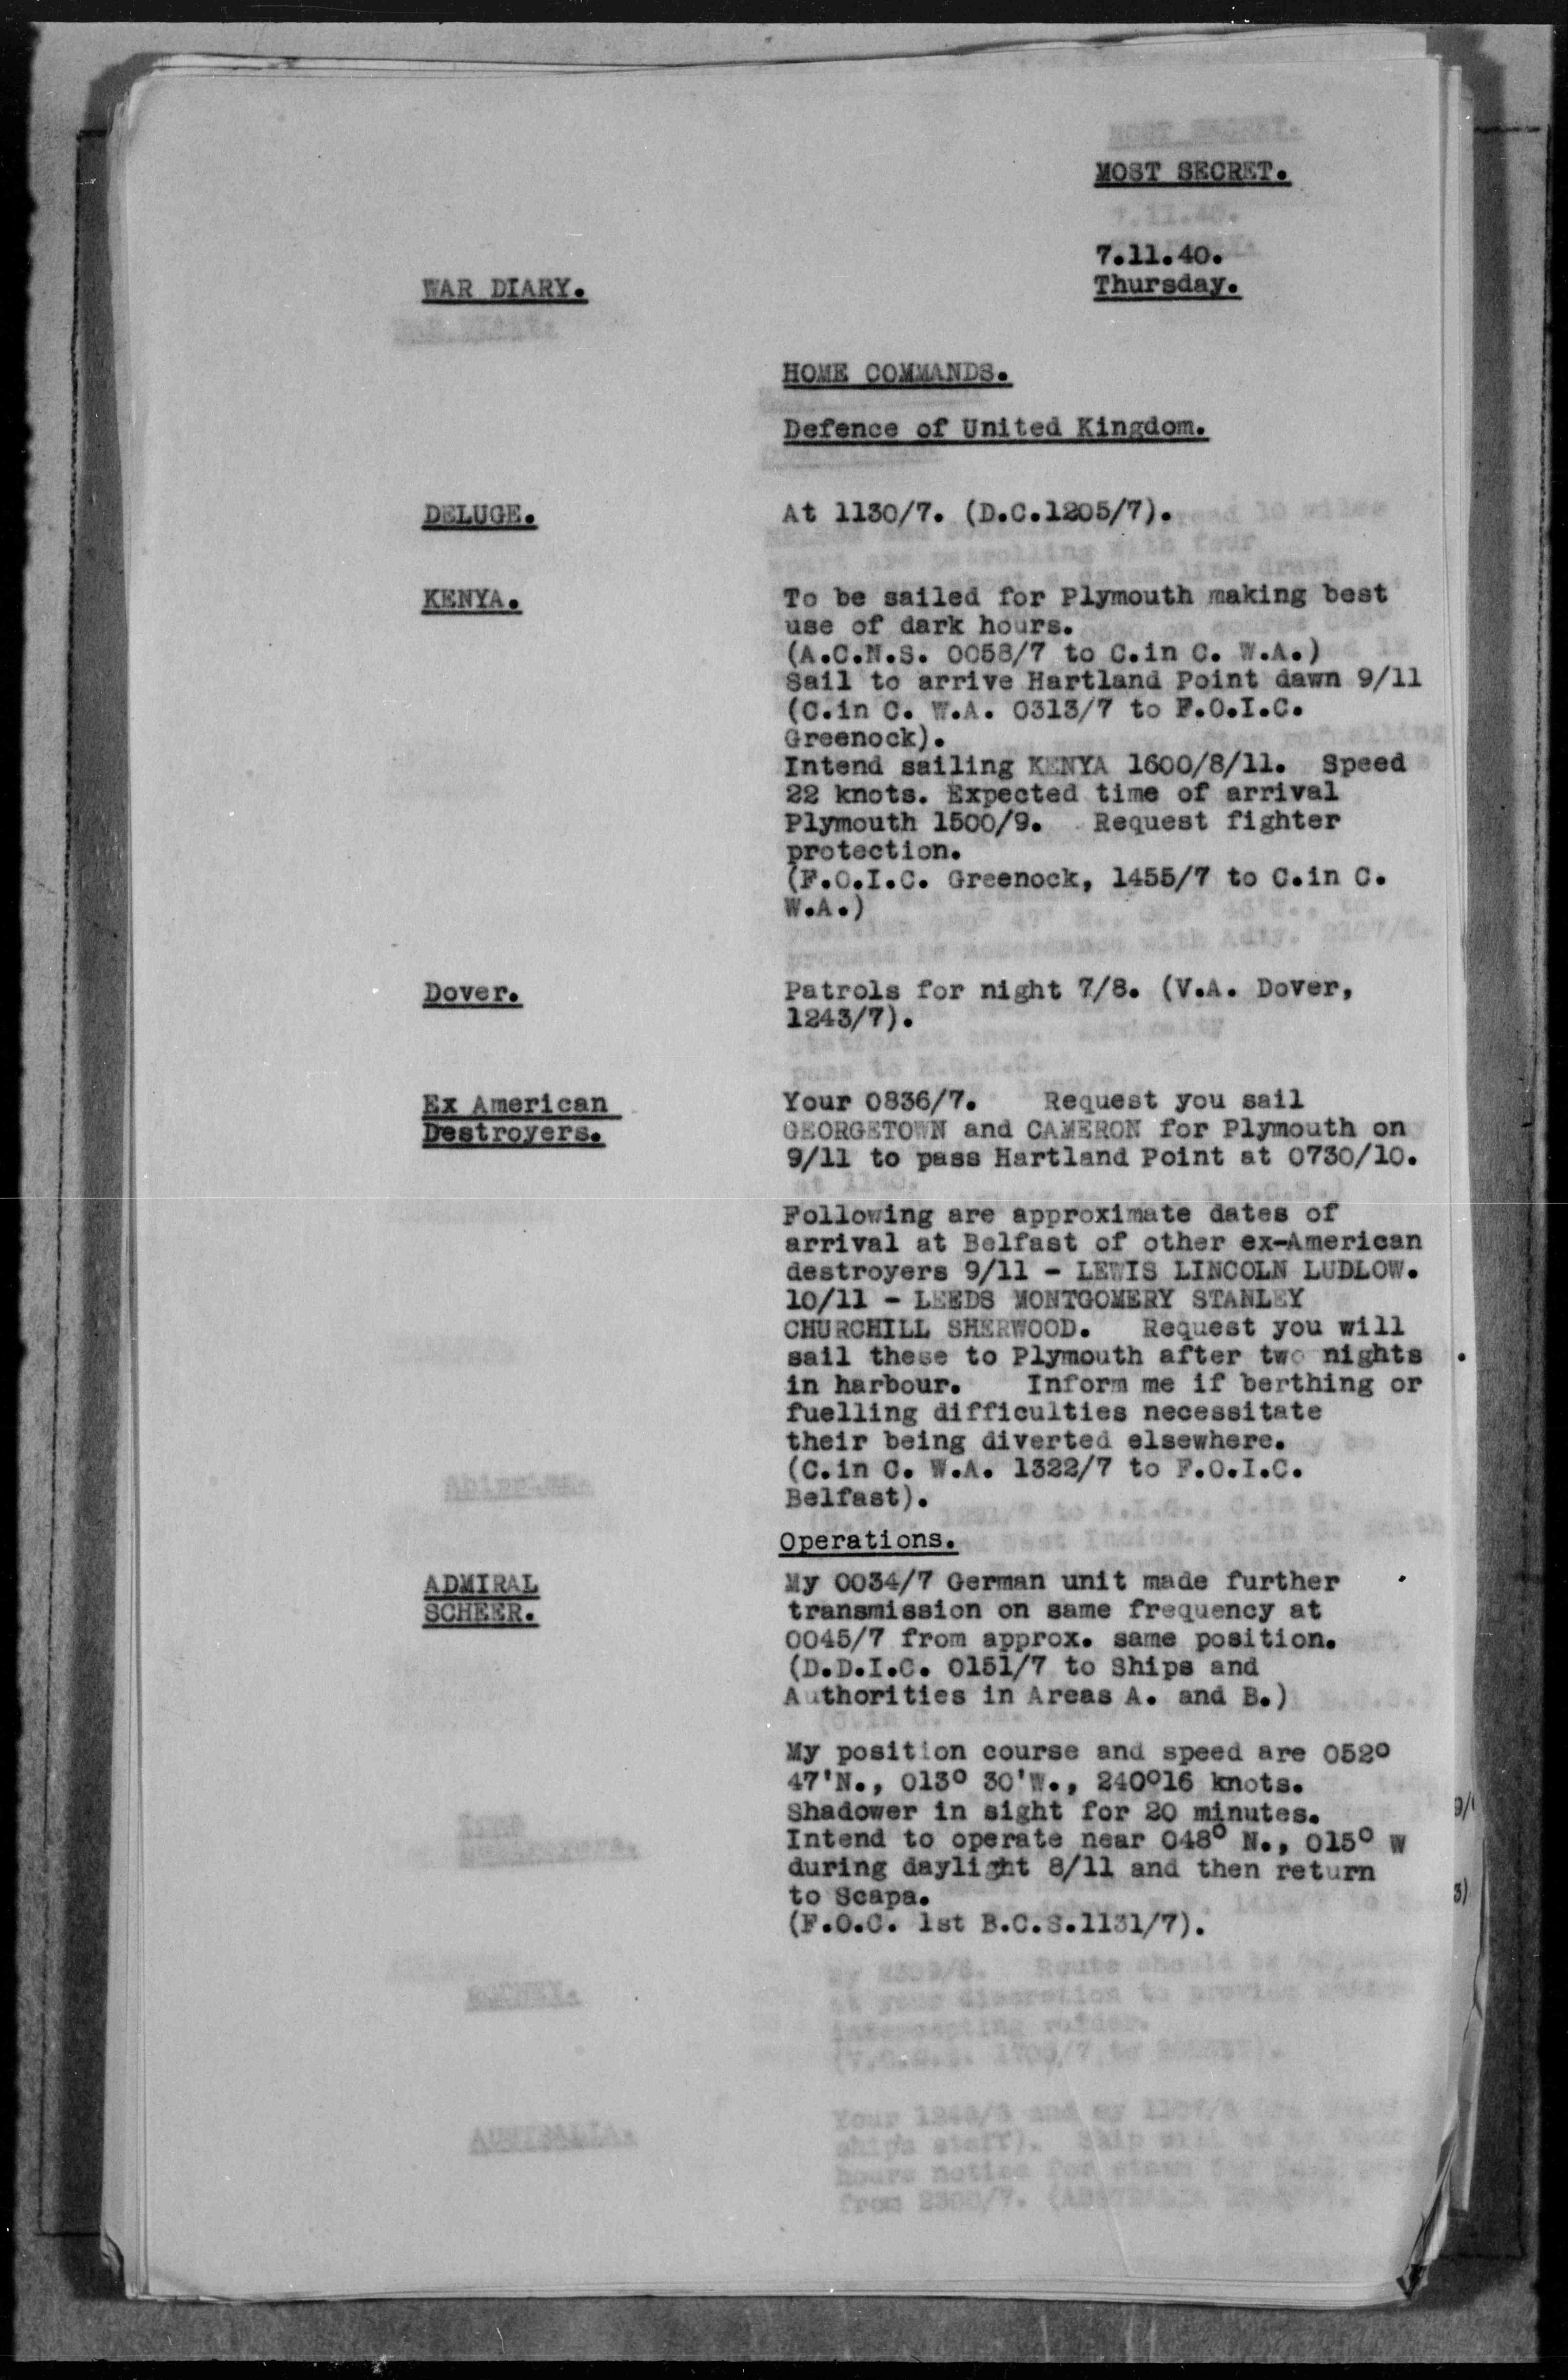 MOST SECRET.
7.11.40.
Thursday.
WAR DIARY.
HOME COMMANDS.
Defence of United Kingdom.
DELUGE.
At 1130/7. (D.C.1205/7).
KENYA.
To be sailed for Plymouth making best
use of dark hours.
(A.C.N.S. 0058/7 to C.in C. W.A.)
Sail to arrive Hartland Point dawn 9/11
(C.in C. W.A. 0313/7 to F.O.I.C.
Greenock).
Intend sailing KENYA 1600/8/11. Speed
22 knots. Expected time of arrival
Plymouth 1500/9. Request fighter
protection.
(F.O.I.C. Greenock, 1455/7 to C.in C.
W.A.)
Dover.
Patrols for night 7/8. (V.A. Dover,
1243/7).
Ex American
Destroyers.
Your 0836/7. Request you sail
GEORGETOWN and CAMERON for Plymouth on
9/11 to pass Hartland Point at 0730/10.
Following are approximate dates of
arrival at Belfast of other ex-American
destroyers 9/11 - LEWIS LINCOLN LUDLOW.
10/11 - LEEDS MONTGOMERY STANLEY
CHURCHILL SHERWOOD. Request you will
sail these to Plymouth after two nights
in harbour. Inform me if berthing or
fuelling difficulties necessitate
their being diverted elsewhere.
(C.in C. W.A. 1322/7 to F.O.I.C.
Belfast).
Operations.
ADMIRAL
SCHEER.
My 0034/7 German unit made further
transmission on same frequency at
0045/7 from approx. same position.
(D.D.I.C. 0151/7 to Ships and
Authorities in Areas A. and B.)
My position course and speed are 052º
47'N., 013º 30'W., 240º16 knots.
Shadower in sight for 20 minutes.
Intend to operate near 048º N., 015º W
during daylight 8/11 and then return
to Scapa.
(F.O.C. 1st B.C.S.1131/7).